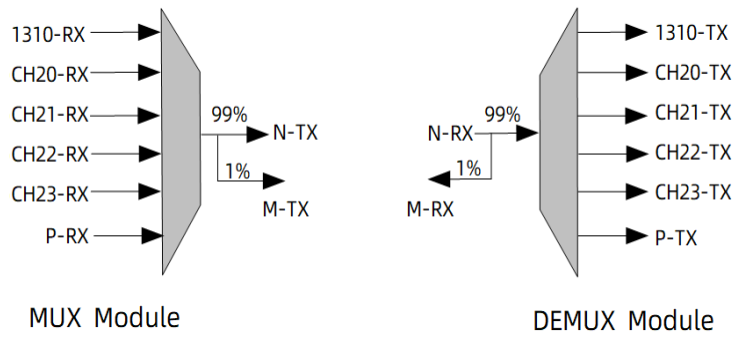 1310-RX
CH20-RX
CH21-RX
CH22-RX
CH23-RX
P-RX
99%
N-TX
1%
M-TX
MUX Module
99%
N-RX
1%
M-RX
1310-TX
CH20-TX
CH21-TX
CH22-TX
CH23-TX
P-TX
DEMUX Module